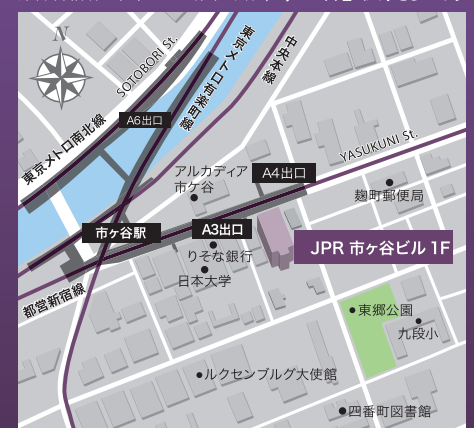 N
SOTOBORI St.
東京メトロ有楽町線
中央本線
東京メトロ南北線
A6出口
YASUKUNI St.
アルカディア
市ケ谷
A4出口
麹町郵便局
市ヶ谷駅
A3出口
りそな銀行
JPR 市ヶ谷ビル 1F
日本大学
都営新宿線
東郷公園
九段小
ルクセンブルグ大使館
四番町図書館